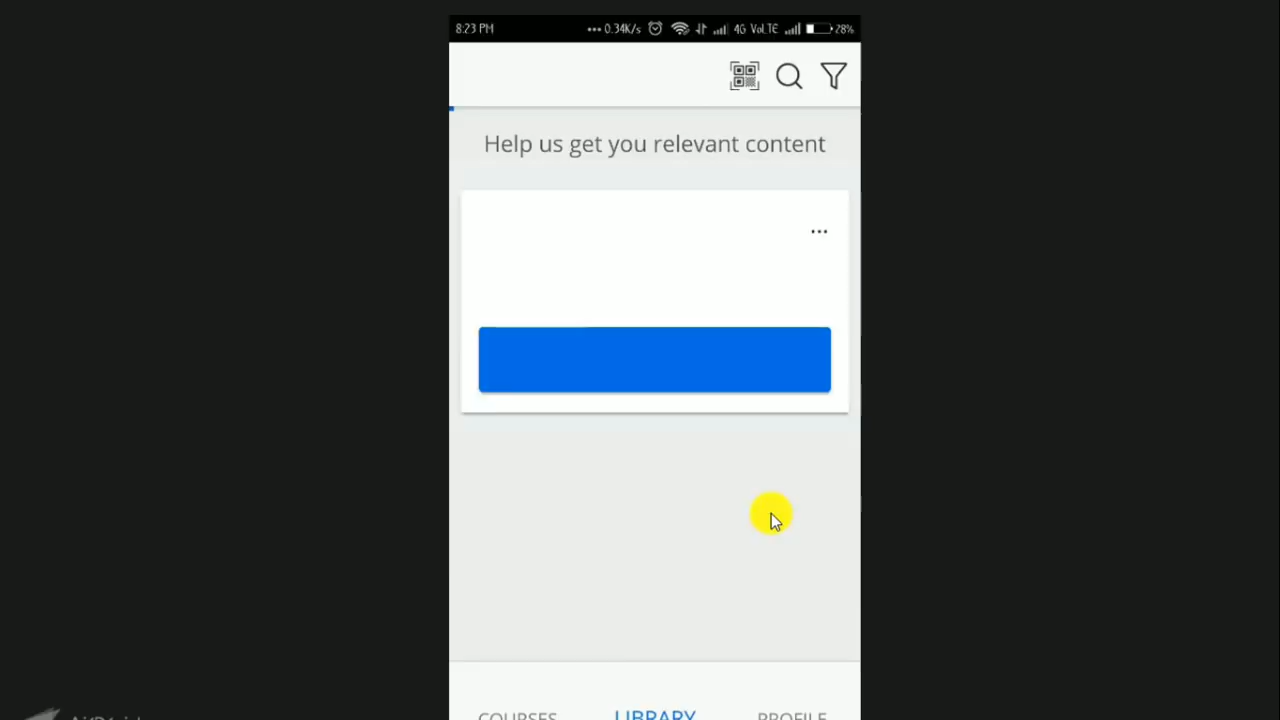 8:23 PM ••• 0.34K/s 4G VoLTE 28%
Help us get you relevant content
•••
COURSES LIBRARY PROFILE